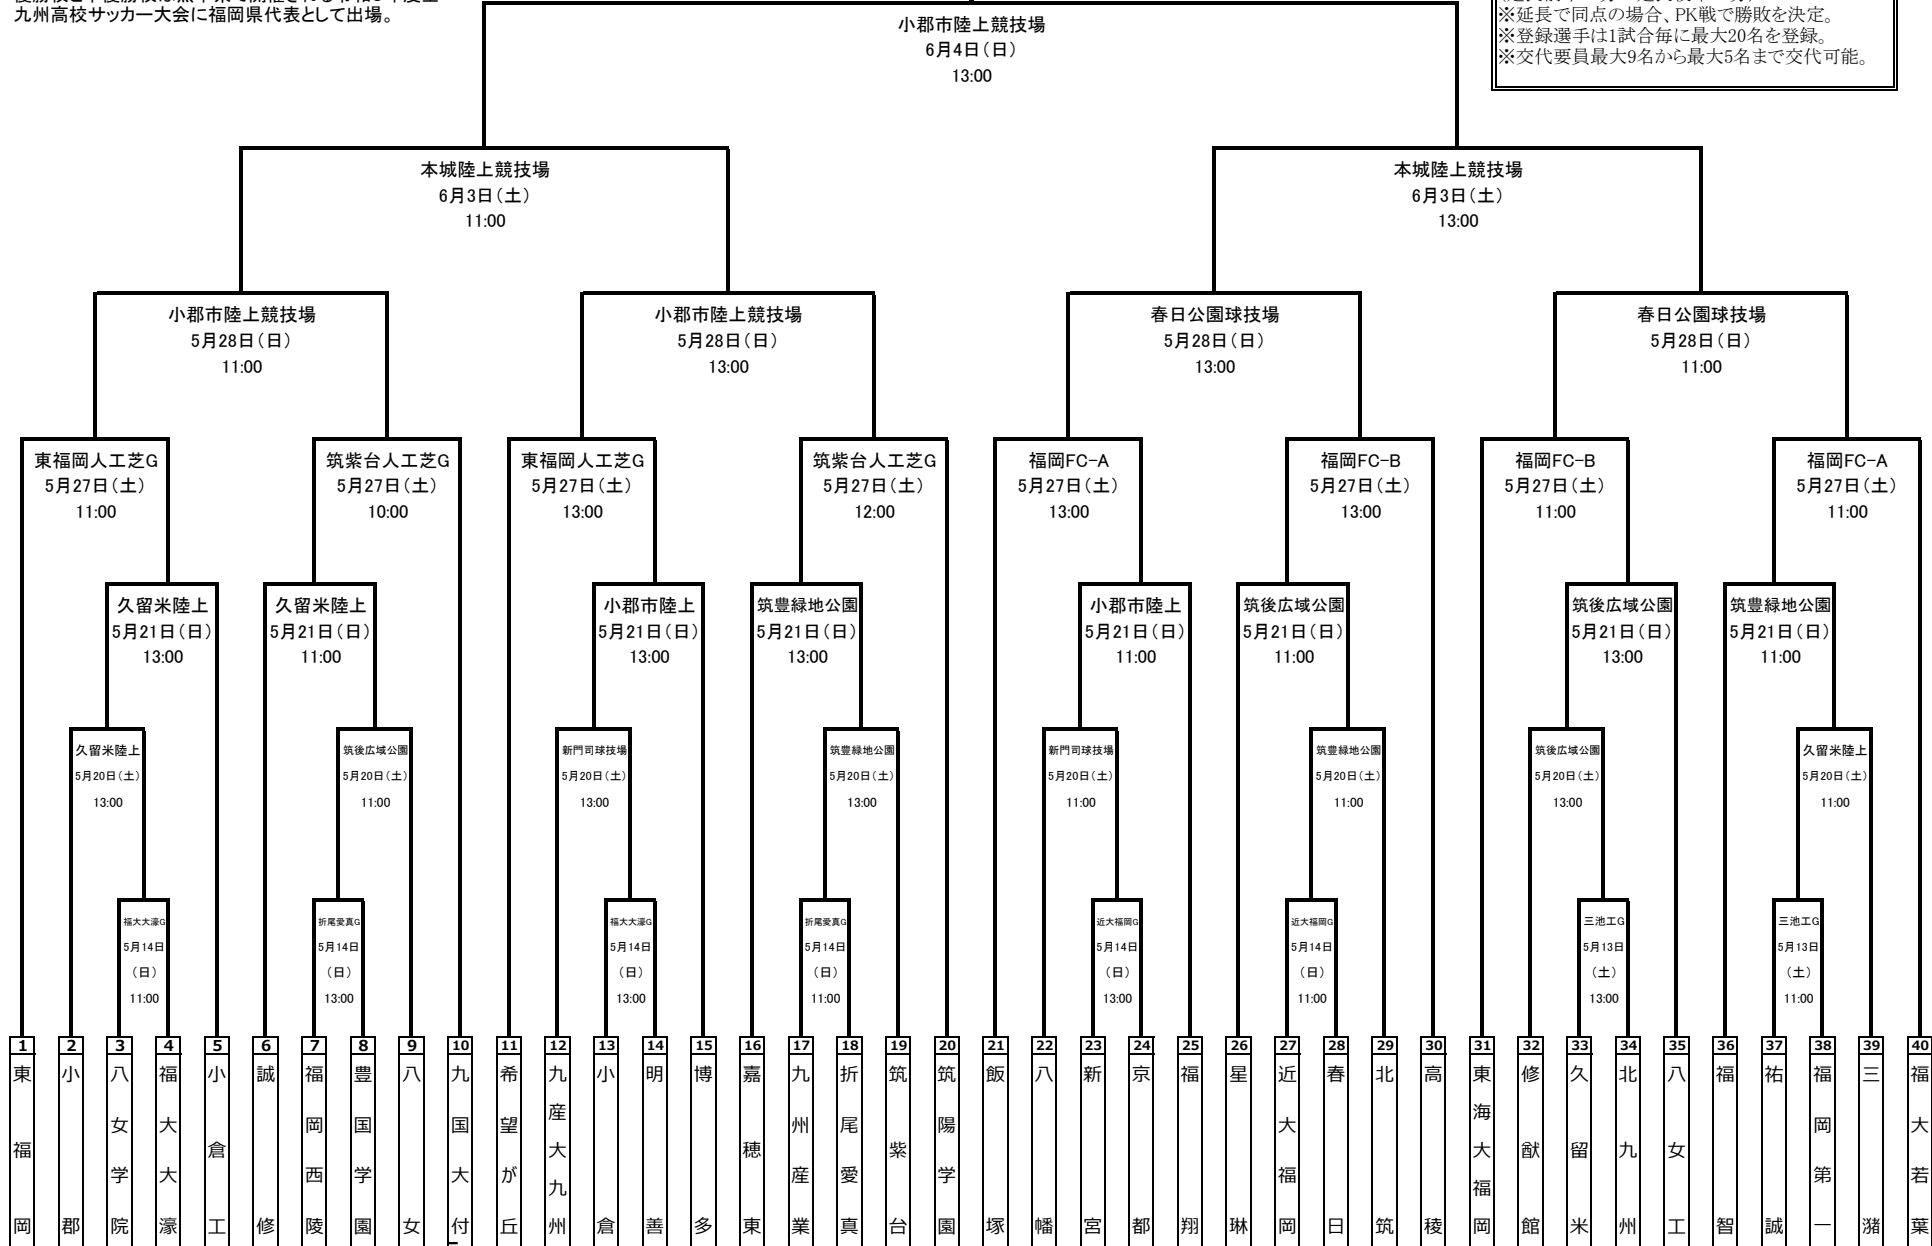 九州高校サッカー大会に福岡県代表として出場。
※延長で同点の場合、PK戦で勝敗を決定。
※登録選手は1試合毎に最大20名を登録。
※交代要員最大9名から最大5名まで交代可能。
小郡市陸上競技場
6月4日(日)
13:00
本城陸上競技場
6月3日(土)
11:00
本城陸上競技場
6月3日(土)
13:00
小郡市陸上競技場
5月28日(日)
11:00
小郡市陸上競技場
5月28日(日)
13:00
春日公園球技場
5月28日(日)
13:00
春日公園球技場
5月28日(日)
11:00
東福岡人工芝G
5月27日(土)
11:00
筑紫台人工芝G
5月27日(土)
10:00
東福岡人工芝G
5月27日(土)
13:00
筑紫台人工芝G
5月27日(土)
12:00
福岡FC-A
5月27日(土)
13:00
福岡FC-B
5月27日(土)
13:00
福岡FC-B
5月27日(土)
11:00
福岡FC-A
5月27日(土)
11:00
久留米陸上
5月21日(日)
13:00
久留米陸上
5月21日(日)
11:00
小郡市陸上
5月21日(日)
13:00
筑豊緑地公園
5月21日(日)
13:00
小郡市陸上
5月21日(日)
11:00
筑後広域公園
5月21日(日)
11:00
筑後広域公園
5月21日(日)
13:00
筑豊緑地公園
5月21日(日)
11:00
久留米陸上
5月20日(土)
13:00
筑後広域公園
5月20日(土)
11:00
新門司球技場
5月20日(土)
13:00
筑豊緑地公園
5月20日(土)
13:00
新門司球技場
5月20日(土)
11:00
筑豊緑地公園
5月20日(土)
11:00
筑後広域公園
5月20日(土)
13:00
久留米陸上
5月20日(土)
11:00
福大大濠G
5月14日
(日)
11:00
折尾愛真G
5月14日
(日)
13:00
福大大濠G
5月14日
(日)
13:00
折尾愛真G
5月14日
(日)
11:00
近大福岡G
5月14日
(日)
13:00
近大福岡G
5月14日
(日)
11:00
三池工G
5月13日
(土)
13:00
三池工G
5月13日
(土)
11:00
1
東福岡
2
小郡
3
八女学院
4
福大大濠
5
小倉工
6
誠修
7
福岡西陵
8
豊国学園
9
八女
10
九国大付
11
希望が丘
12
九産大九州
13
小倉
14
明善
15
博多
16
嘉穂東
17
九州産業
18
折尾愛真
19
筑紫台
20
筑陽学園
21
飯塚
22
八幡
23
新宮
24
京都
25
福翔
26
星琳
27
近大福岡
28
春日
29
北筑
30
高稜
31
東海大福岡
32
修猷館
33
久留米
34
北九州
35
八女工
36
福智
37
祐誠
38
福岡第一
39
三潴
40
福大若葉